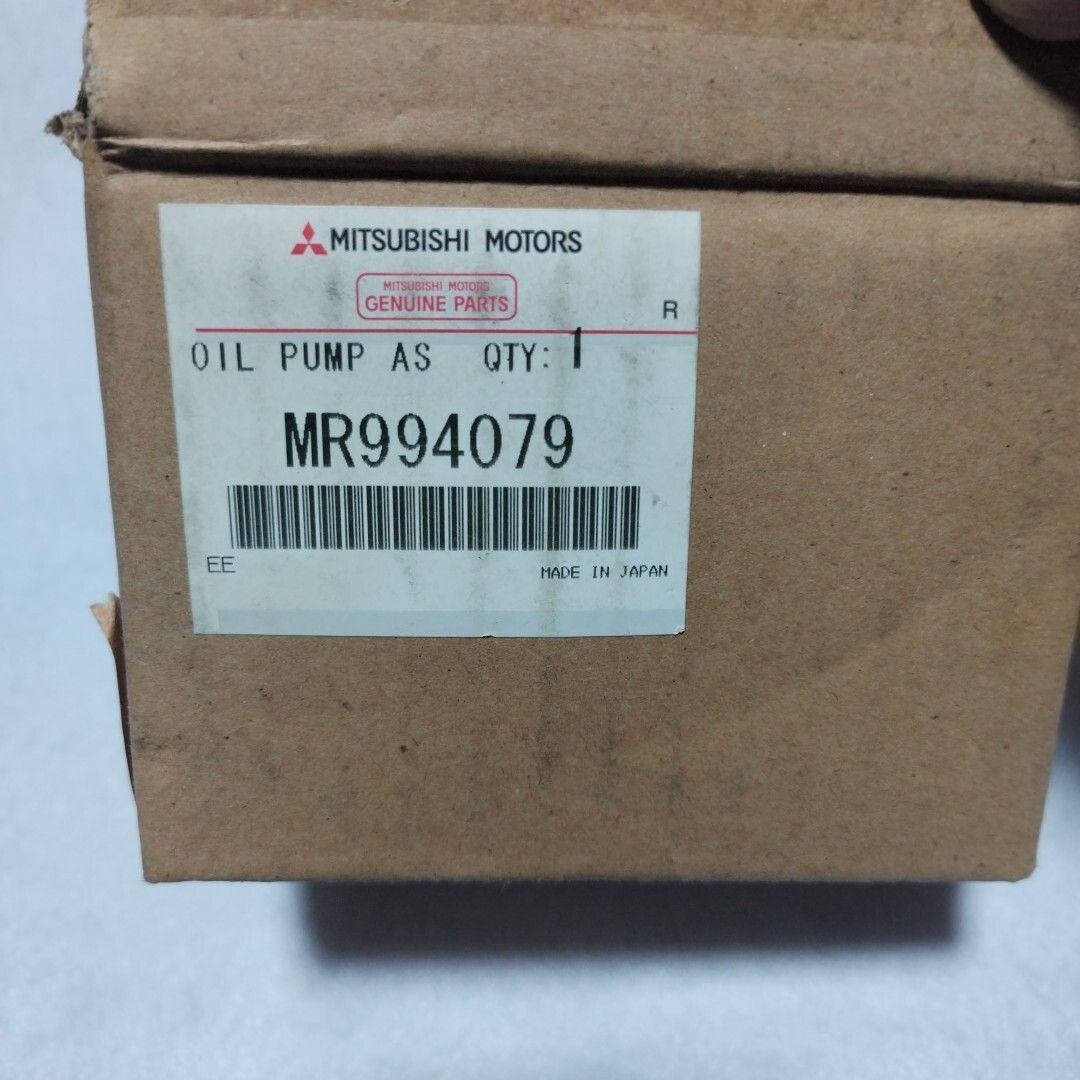 MITSUBISHI MOTORS
MITSUBISHI MOTORS
GENUINE PARTS
R
OIL PUMP AS QTY: 1
MR994079
EE
MADE IN JAPAN